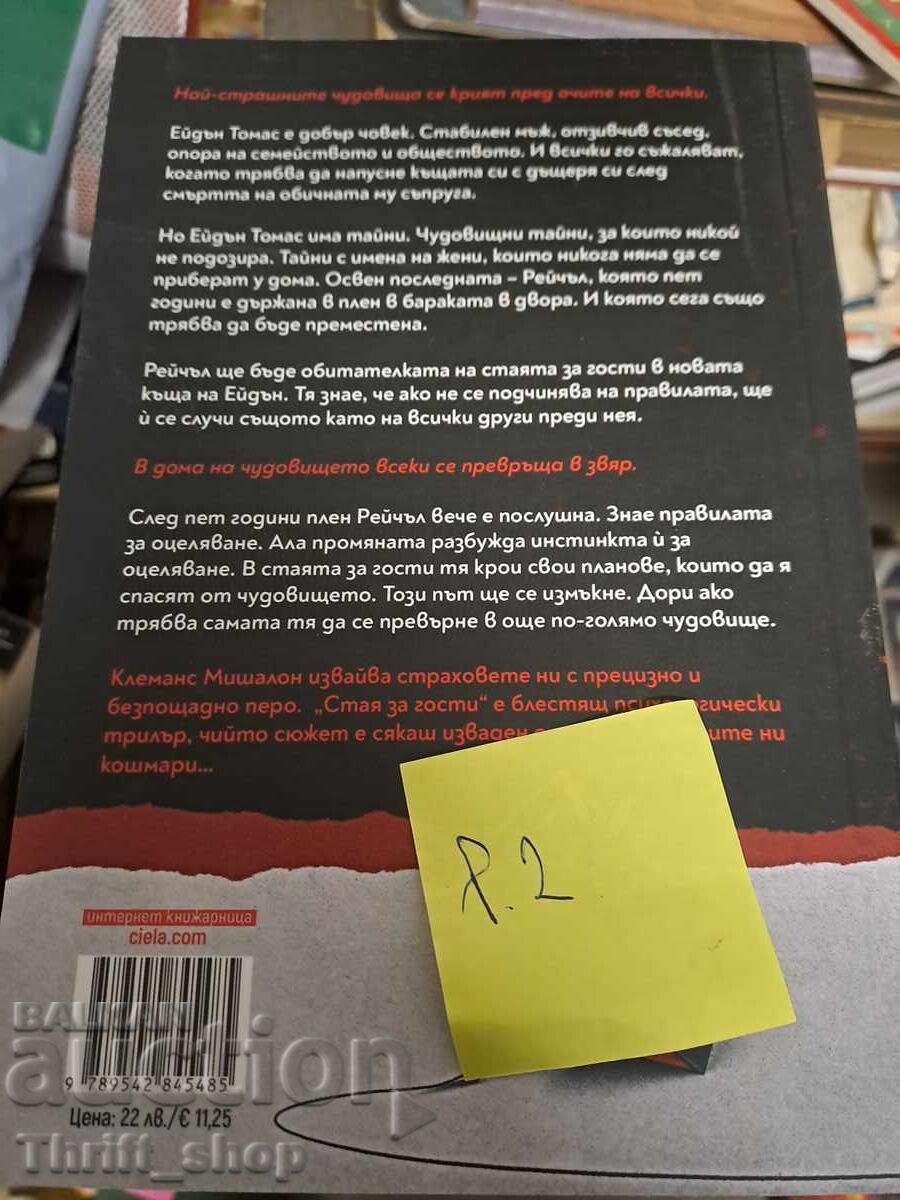 Най-страшните чудовища се крият пред очите на всички.
Ейдън Томас е добър човек. Стабилен мъж, отзивчив съсед,
опора на семейството и обществото. И всички го съжаляват,
когато трябва да напусне къщата си с дъщеря си след
смъртта на обичната му съпруга.
Но Ейдън Томас има тайни. Чудовищни тайни, за които никой
не подозира. Тайни с имена на жени, които никога няма да се
приберат у дома. Освен последната – Рейчъл, която пет
години е държана в плен в бараката в двора. И която сега също
трябва да бъде преместена.
Рейчъл ще бъде обитателката на стаята за гости в новата
къща на Ейдън. Тя знае, че ако не се подчинява на правилата, ще
ѝ се случи същото като на всички други преди нея.
В дома на чудовището всеки се превръща в звяр.
След пет години плен Рейчъл вече е послушна. Знае правилата
за оцеляване. Ала промяната разбужда инстинкта ѝ за
оцеляване. В стаята за гости тя крои свои планове, които да я
спасят от чудовището. Този път ще се измъкне. Дори ако
трябва самата тя да се превърне в още по-голямо чудовище.
Клеманс Мишалон извайва страховете ни с прецизно и
безпощадно перо. „Стая за гости“ е блестящ психологически
трилър, чийто сюжет е сякаш изваден ните ни
кошмари...
р. 2
интернет книжарница
ciela.com
BALKAN
auction
9 789542 845485
Цена: 22 лв./€ 11,25
Thrift_shop